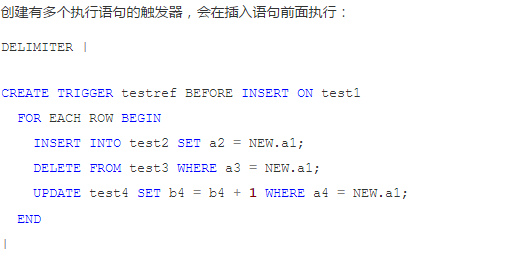 创建有多个执行语句的触发器，会在插入语句前面执行：
DELIMITER |
CREATE TRIGGER testref BEFORE INSERT ON test1
  FOR EACH ROW BEGIN
    INSERT INTO test2 SET a2 = NEW.a1;
    DELETE FROM test3 WHERE a3 = NEW.a1;
    UPDATE test4 SET b4 = b4 + 1 WHERE a4 = NEW.a1;
  END
|